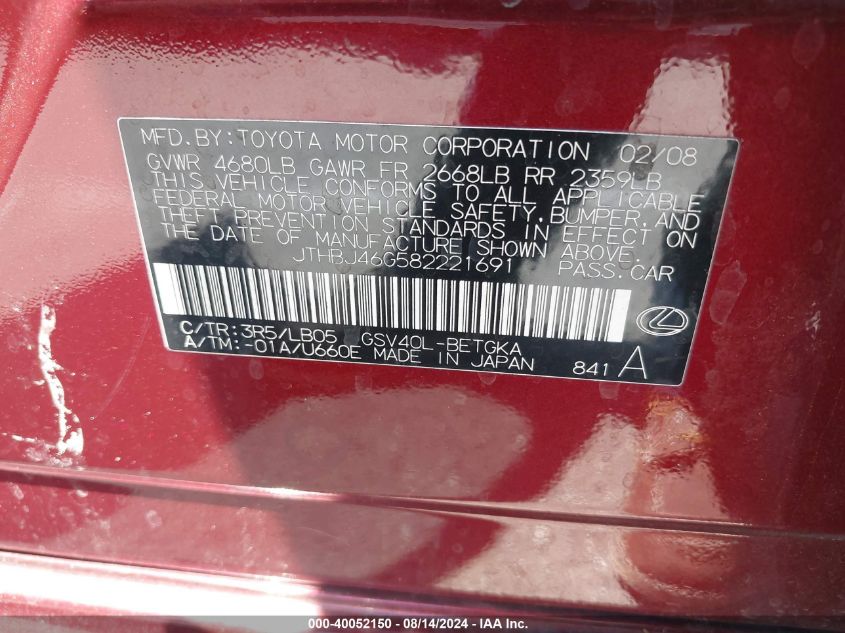 MFD.BY:TOYOTA MOTOR CORPORATION 02/08
GVWR 4680LB GAWR FR 2668LB RR 2359LB
THIS VEHICLE CONFORMS TO ALL APPLICABLE
FEDERAL MOTOR VEHICLE SAFETY,BUMPER,AND
THEFT PREVENTION STANDARDS IN EFFECT ON
THE DATE OF MANUFACTURE SHOWN ABOVE.
JTHBJ46G582221691 PASS.CAR
C/TR:3R5/LB05 GSV40L-BETGKA
A/TM:-01A/U660E MADE IN JAPAN 841 A
000-40052150 - 08/14/2024 - IAAI.com